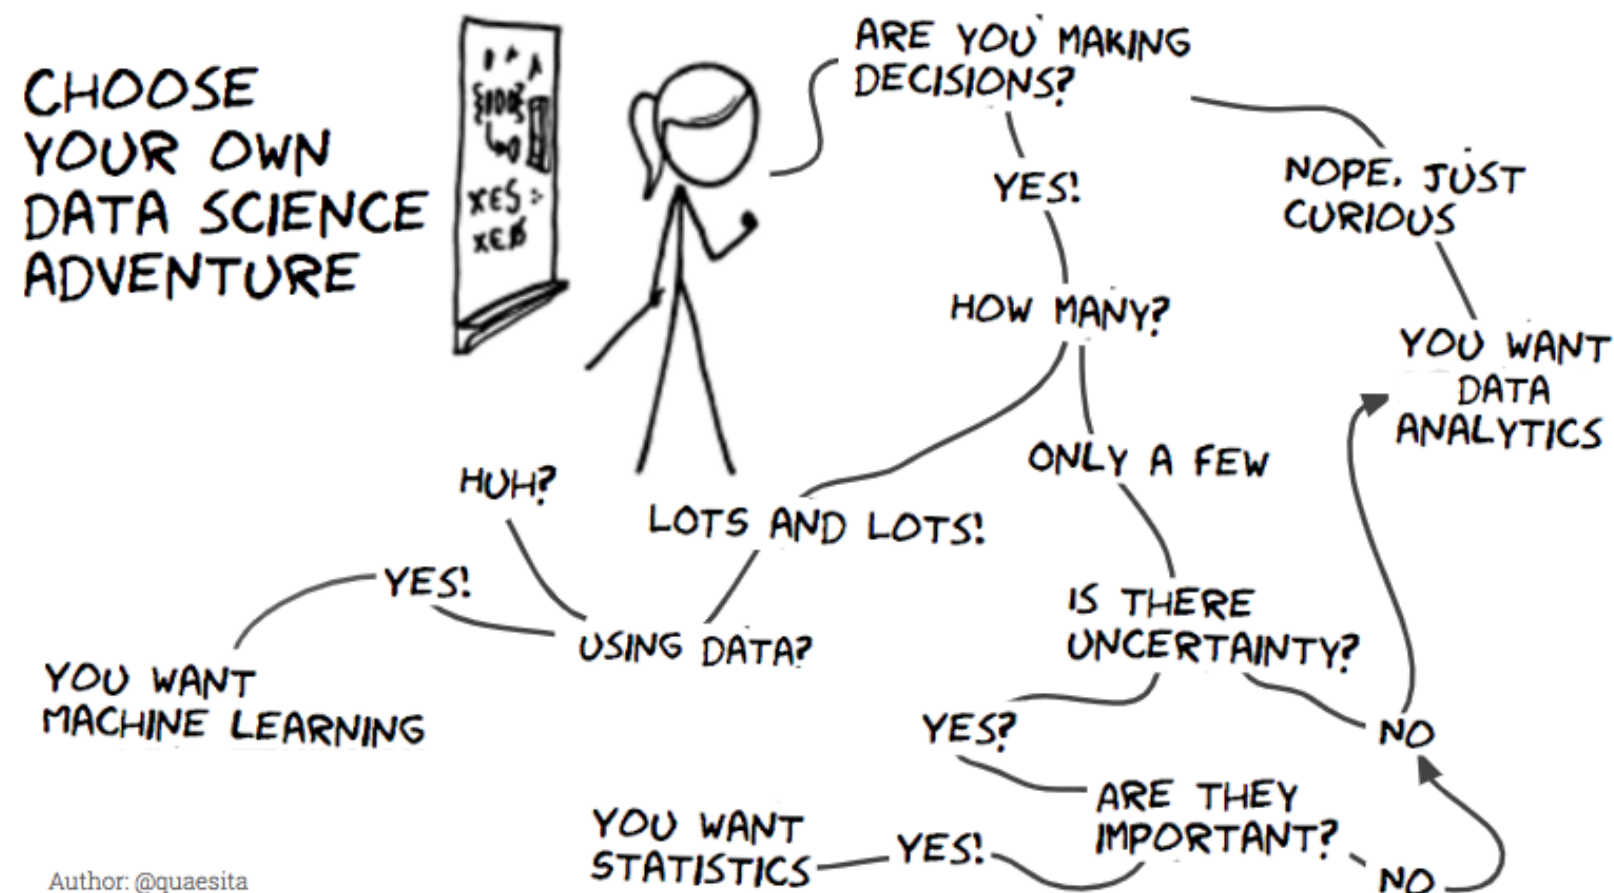 CHOOSE
YOUR OWN
DATA SCIENCE
ADVENTURE
ARE YOU MAKING
DECISIONS?
YES!
NOPE, JUST
CURIOUS
HOW MANY?
YOU WANT
DATA
ANALYTICS
ONLY A FEW
HUH?
LOTS AND LOTS!
YES!
USING DATA?
IS THERE
UNCERTAINTY?
YOU WANT
MACHINE LEARNING
YES?
NO
ARE THEY
IMPORTANT?
YOU WANT
STATISTICS
YES!
NO
Author: @quaesita